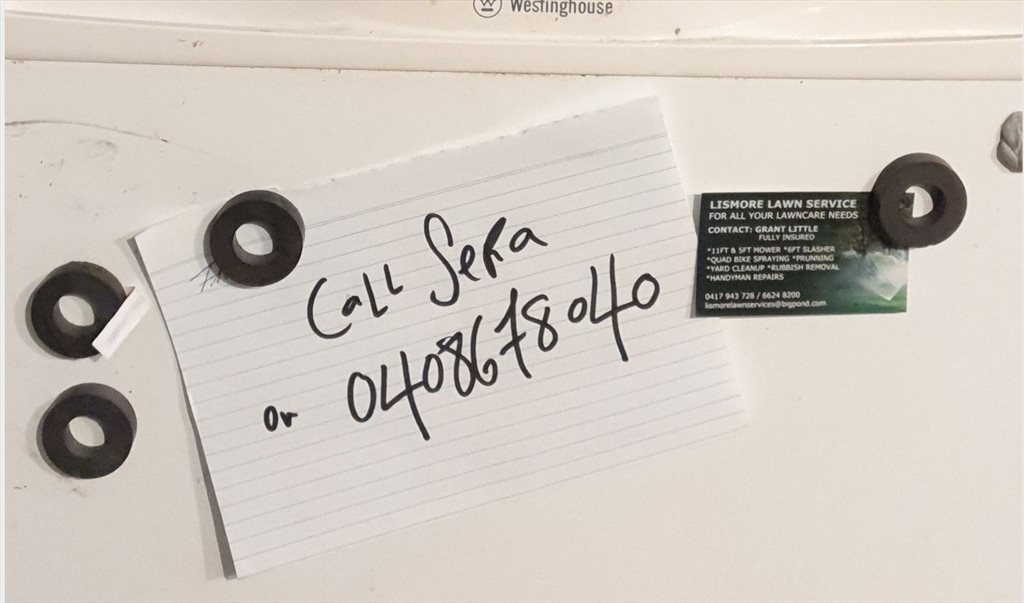 Westinghouse
Call Sera
or 0408678040
LISMORE LAWN SERVICE
FOR ALL YOUR LAWNCARE NEEDS
CONTACT: GRANT LITTLE
FULLY INSURED
*11FT & 5FT MOWER *6FT SLASHER
*QUAD BIKE SPRAYING *PRUNNING
*YARD CLEANUP *RUBBISH REMOVAL
*HANDYMAN REPAIRS
0417 943 728 / 6624 8200
lismorelawnservices@bigpond.com